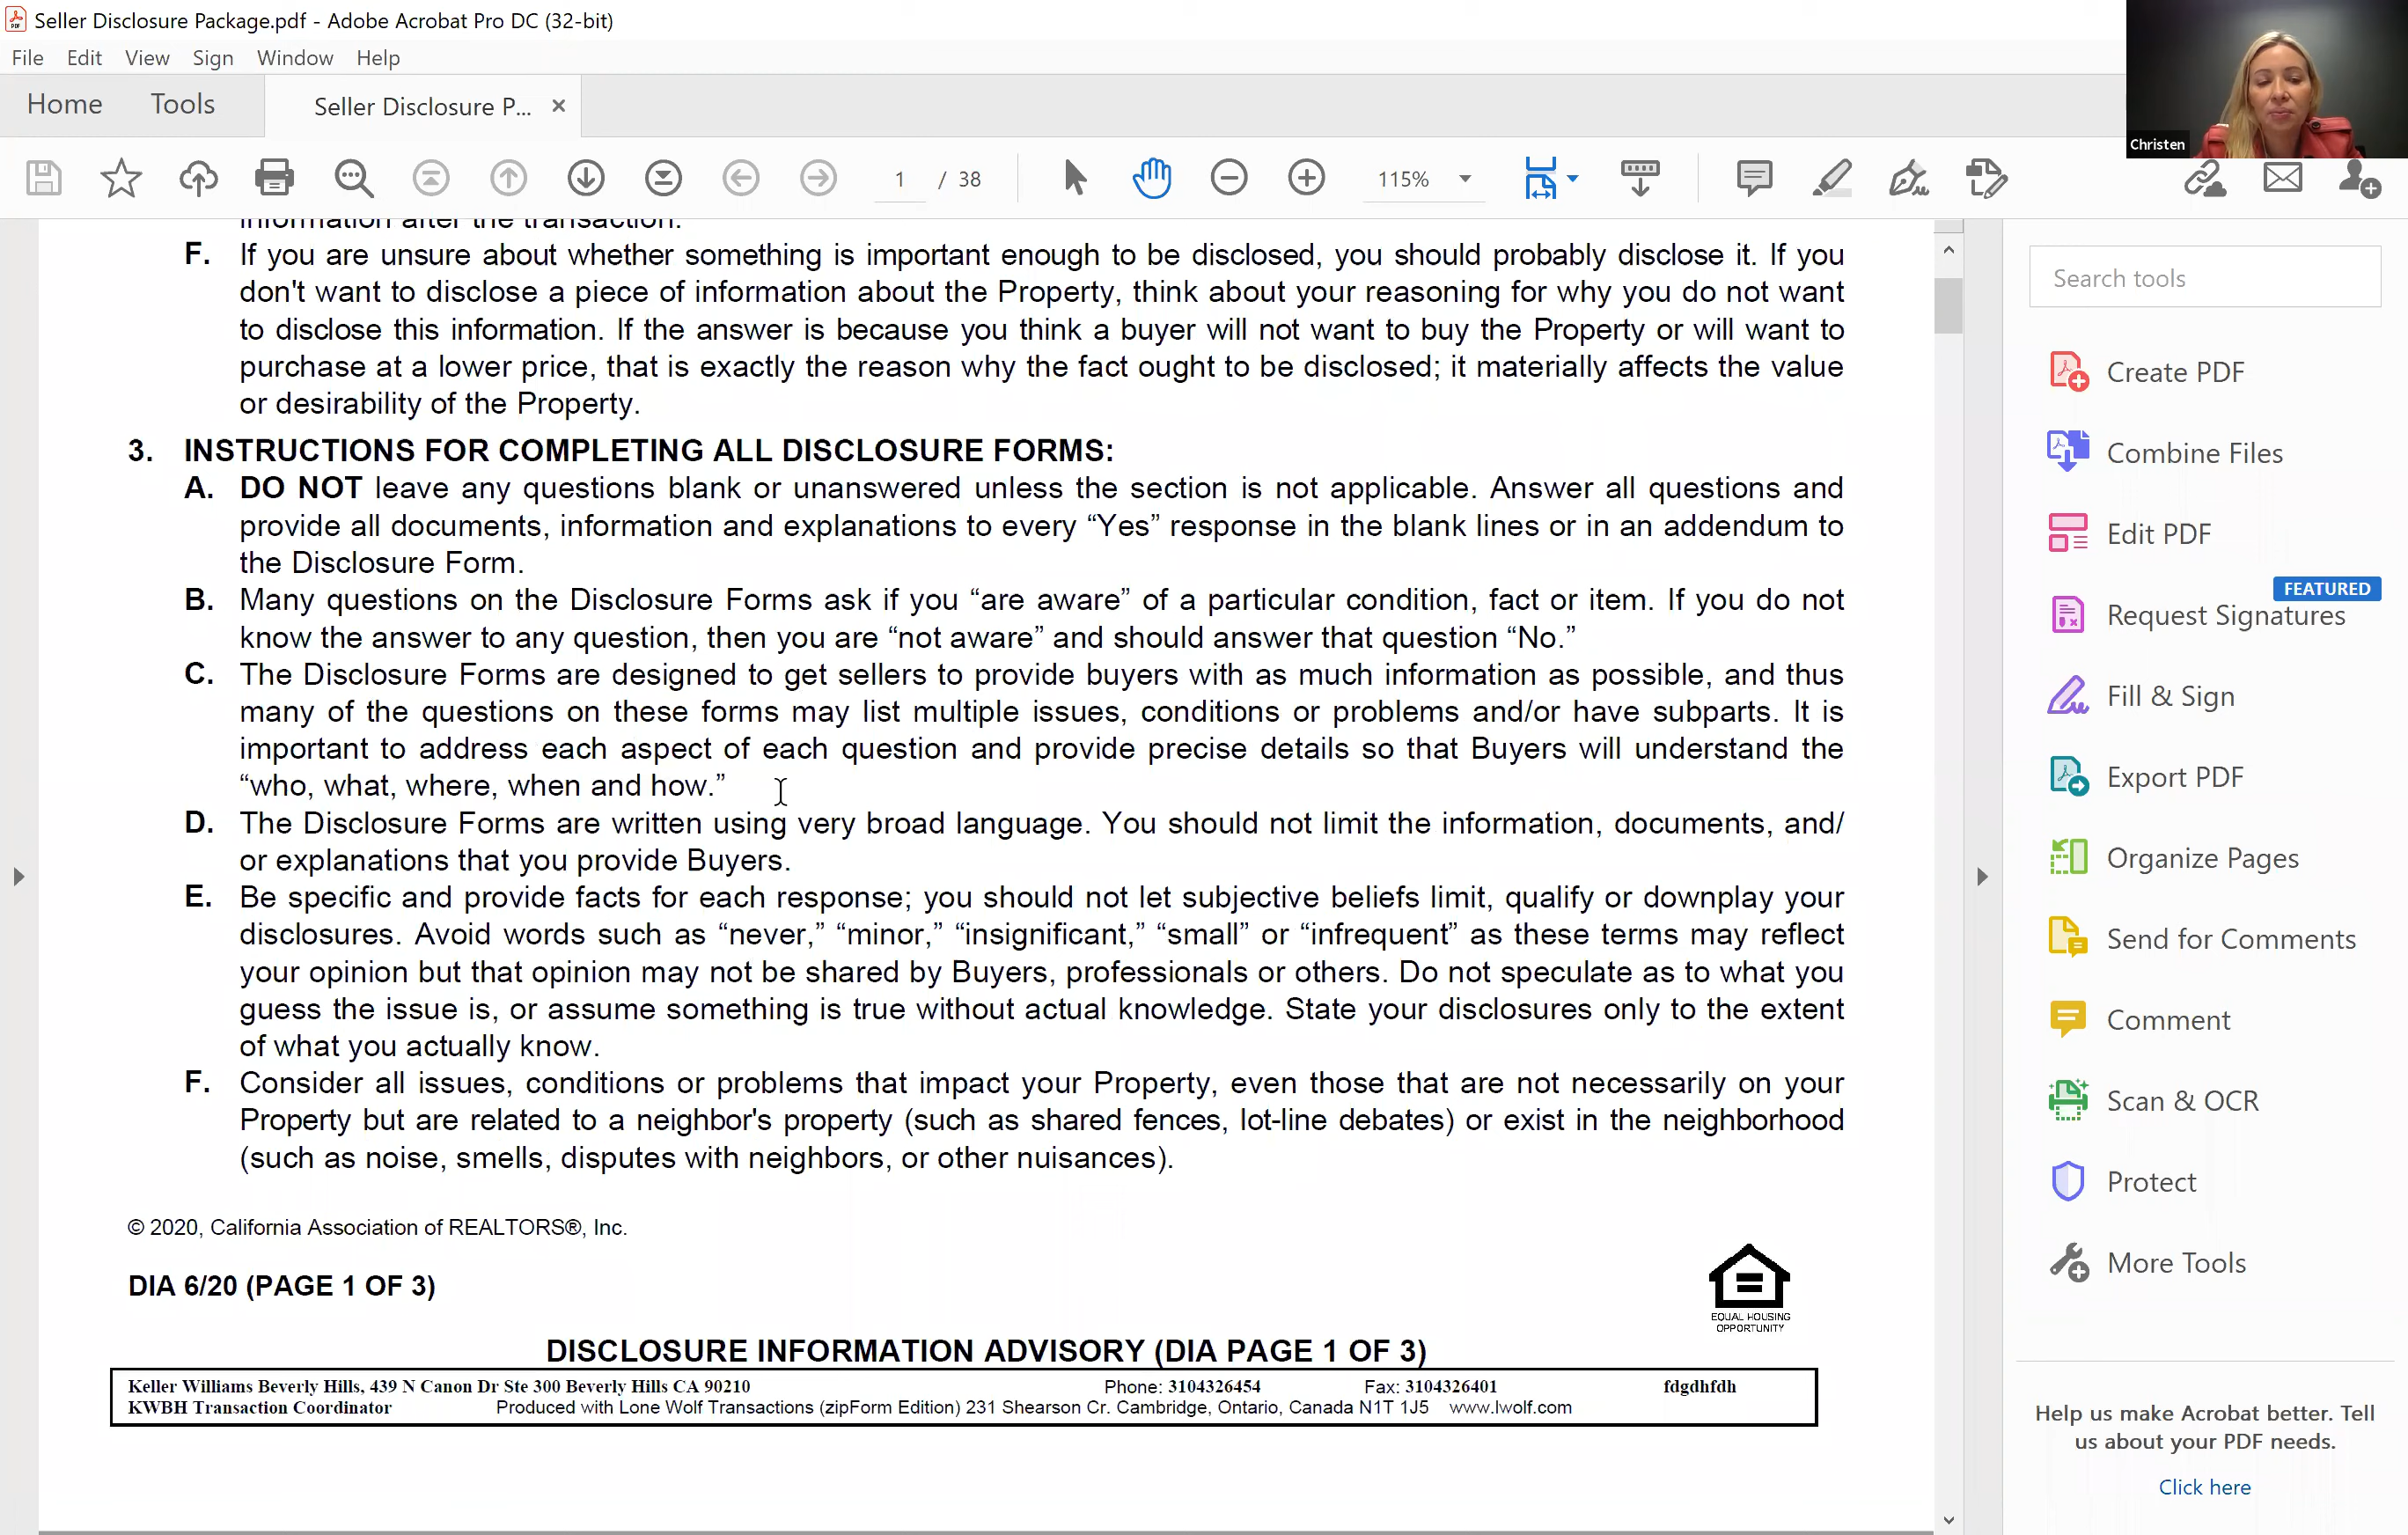 Seller Disclosure Package.pdf - Adobe Acrobat Pro DC (32-bit)
File Edit View Sign Window Help
Home Tools Seller Disclosure P... ×
Christen
1 / 38 115%
information after the transaction.
F. If you are unsure about whether something is important enough to be disclosed, you should probably disclose it. If you
don't want to disclose a piece of information about the Property, think about your reasoning for why you do not want
to disclose this information. If the answer is because you think a buyer will not want to buy the Property or will want to
purchase at a lower price, that is exactly the reason why the fact ought to be disclosed; it materially affects the value
or desirability of the Property.
3. INSTRUCTIONS FOR COMPLETING ALL DISCLOSURE FORMS:
A. DO NOT leave any questions blank or unanswered unless the section is not applicable. Answer all questions and
provide all documents, information and explanations to every “Yes” response in the blank lines or in an addendum to
the Disclosure Form.
B. Many questions on the Disclosure Forms ask if you “are aware” of a particular condition, fact or item. If you do not
know the answer to any question, then you are “not aware” and should answer that question “No.”
C. The Disclosure Forms are designed to get sellers to provide buyers with as much information as possible, and thus
many of the questions on these forms may list multiple issues, conditions or problems and/or have subparts. It is
important to address each aspect of each question and provide precise details so that Buyers will understand the
“who, what, where, when and how.”
D. The Disclosure Forms are written using very broad language. You should not limit the information, documents, and/
or explanations that you provide Buyers.
E. Be specific and provide facts for each response; you should not let subjective beliefs limit, qualify or downplay your
disclosures. Avoid words such as “never,” “minor,” “insignificant,” “small” or “infrequent” as these terms may reflect
your opinion but that opinion may not be shared by Buyers, professionals or others. Do not speculate as to what you
guess the issue is, or assume something is true without actual knowledge. State your disclosures only to the extent
of what you actually know.
F. Consider all issues, conditions or problems that impact your Property, even those that are not necessarily on your
Property but are related to a neighbor's property (such as shared fences, lot-line debates) or exist in the neighborhood
(such as noise, smells, disputes with neighbors, or other nuisances).
© 2020, California Association of REALTORS®, Inc.
DIA 6/20 (PAGE 1 OF 3)
EQUAL HOUSING
OPPORTUNITY
DISCLOSURE INFORMATION ADVISORY (DIA PAGE 1 OF 3)
Keller Williams Beverly Hills, 439 N Canon Dr Ste 300 Beverly Hills CA 90210 Phone: 3104326454 Fax: 3104326401 fdgdhfdh
KWBH Transaction Coordinator Produced with Lone Wolf Transactions (zipForm Edition) 231 Shearson Cr. Cambridge, Ontario, Canada N1T 1J5 www.lwolf.com
Search tools
Create PDF
Combine Files
Edit PDF
FEATURED
Request Signatures
Fill & Sign
Export PDF
Organize Pages
Send for Comments
Comment
Scan & OCR
Protect
More Tools
Help us make Acrobat better. Tell
us about your PDF needs.
Click here